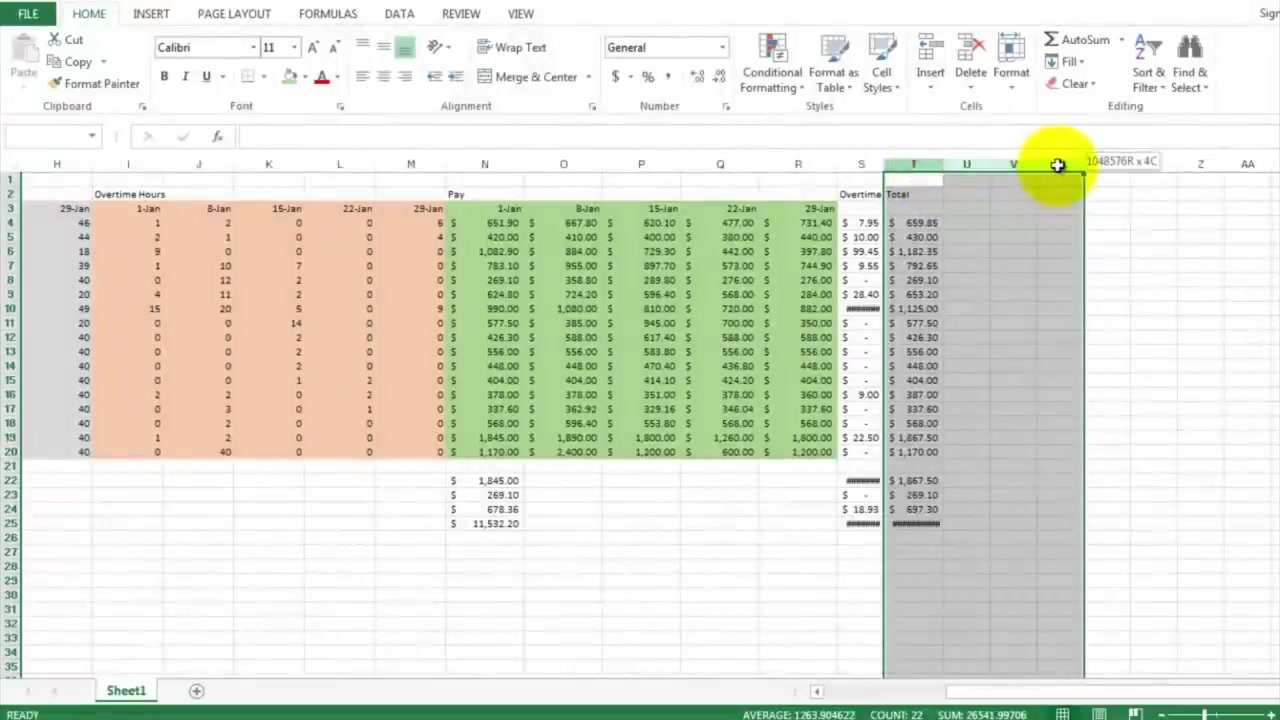 FILE HOME INSERT PAGE LAYOUT FORMULAS DATA REVIEW VIEW Sign
Paste Cut Calibri 11 Wrap Text General Conditional Formatting Format as Table Cell Styles Insert Delete Format AutoSum Sort & Filter Find & Select
Copy Fill
Format Painter B I U Merge & Center $ % Clear
Clipboard Font Alignment Number Styles Cells Editing
fx
H I J K L M N O P Q R S T U V 1048576R x 4C Z AA
1
2 Overtime Hours Pay Overtime Total
3 29-Jan 1-Jan 8-Jan 15-Jan 22-Jan 29-Jan 1-Jan 8-Jan 15-Jan 22-Jan 29-Jan
4 46 1 2 0 0 6 $ 651.90 $ 667.80 $ 620.10 $ 477.00 $ 731.40 $ 7.95 $ 659.85
5 44 2 1 0 0 4 $ 420.00 $ 410.00 $ 400.00 $ 380.00 $ 440.00 $ 10.00 $ 430.00
6 18 9 0 0 0 0 $ 1,082.90 $ 884.00 $ 729.30 $ 442.00 $ 397.80 $ 99.45 $ 1,182.35
7 39 1 10 7 0 0 $ 783.10 $ 955.00 $ 897.70 $ 573.00 $ 744.90 $ 9.55 $ 792.65
8 40 0 12 2 0 0 $ 269.10 $ 358.80 $ 289.80 $ 276.00 $ 276.00 $ - $ 269.10
9 20 4 11 2 0 0 $ 624.80 $ 724.20 $ 596.40 $ 568.00 $ 284.00 $ 28.40 $ 653.20
10 49 15 20 5 0 9 $ 990.00 $ 1,080.00 $ 810.00 $ 720.00 $ 882.00 ####### $ 1,125.00
11 20 0 0 14 0 0 $ 577.50 $ 385.00 $ 945.00 $ 700.00 $ 350.00 $ - $ 577.50
12 40 0 0 2 0 0 $ 426.30 $ 588.00 $ 617.40 $ 588.00 $ 588.00 $ - $ 426.30
13 40 0 0 2 0 0 $ 556.00 $ 556.00 $ 583.80 $ 556.00 $ 556.00 $ - $ 556.00
14 40 0 0 2 0 0 $ 448.00 $ 448.00 $ 470.40 $ 436.80 $ 448.00 $ - $ 448.00
15 40 0 0 1 2 0 $ 404.00 $ 404.00 $ 414.10 $ 424.20 $ 404.00 $ - $ 404.00
16 40 2 2 0 2 0 $ 378.00 $ 378.00 $ 351.00 $ 378.00 $ 360.00 $ 9.00 $ 387.00
17 40 0 3 0 1 0 $ 337.60 $ 362.92 $ 329.16 $ 346.04 $ 337.60 $ - $ 337.60
18 40 0 2 0 0 0 $ 568.00 $ 596.40 $ 553.80 $ 568.00 $ 568.00 $ - $ 568.00
19 40 1 2 0 0 0 $ 1,845.00 $ 1,890.00 $ 1,800.00 $ 1,260.00 $ 1,800.00 $ 22.50 $ 1,867.50
20 40 0 40 0 0 0 $ 1,170.00 $ 2,400.00 $ 1,200.00 $ 600.00 $ 1,200.00 $ - $ 1,170.00
21
22 $ 1,845.00 ####### $ 1,867.50
23 $ 269.10 $ - $ 269.10
24 $ 678.36 $ 18.93 $ 697.30
25 $ 11,532.20 ####### ##########
26
27
28
29
30
31
32
33
34
35
Sheet1
READY AVERAGE: 1263.904622 COUNT: 22 SUM: 26541.99706